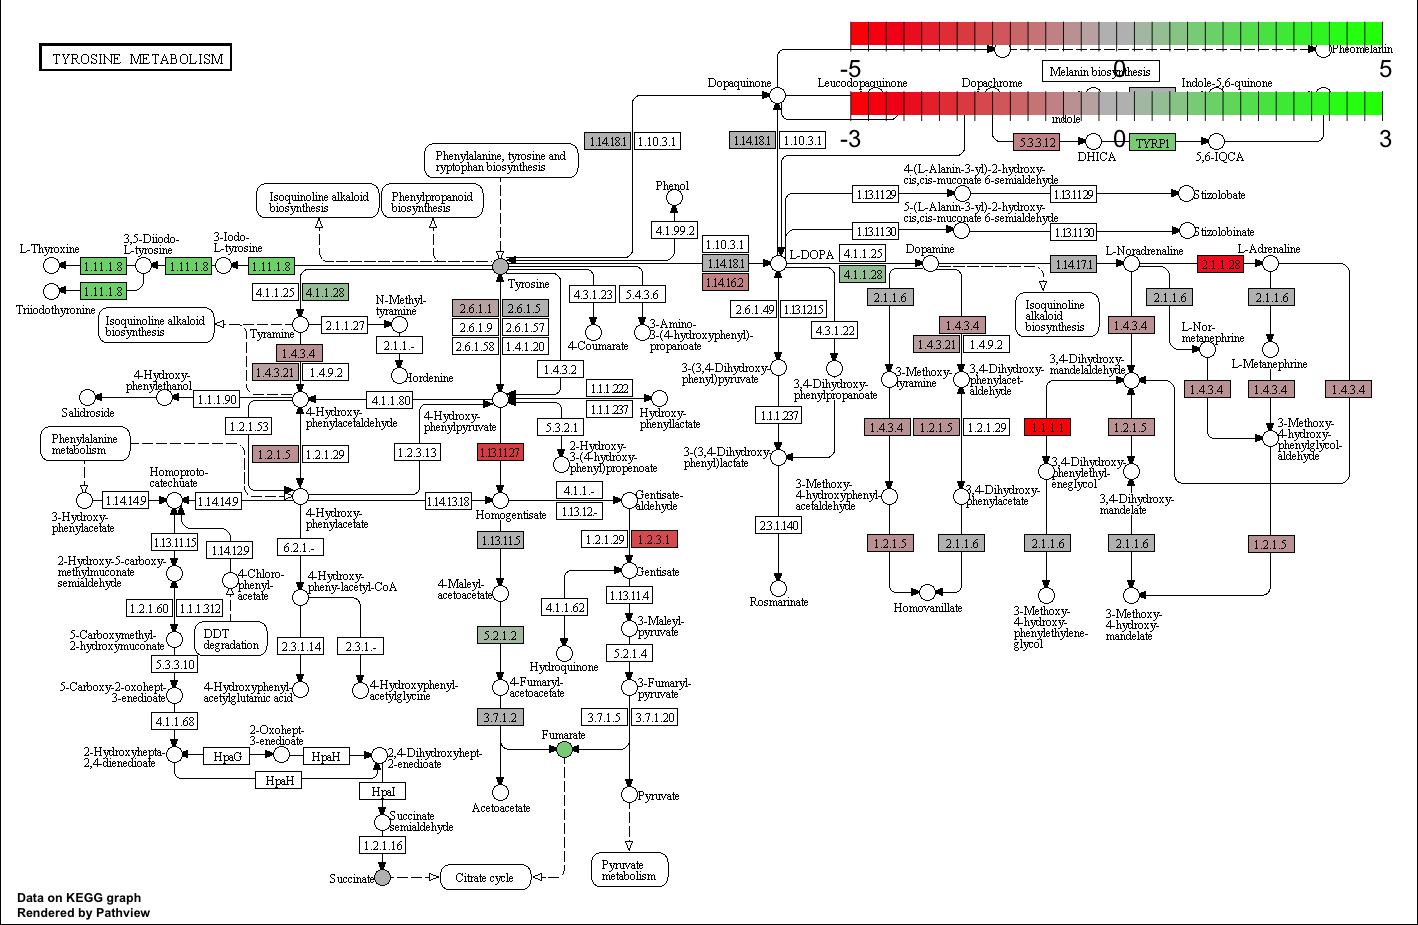 TYROSINE METABOLISM
-5
0
5
-3
0
3
Pheomelanin
Melanin biosynthesis
Dopaquinone
Leucodopaquinone
Dopachrome
Indole-5,6-quinone
indole
1.14.18.1
1.10.3.1
1.14.18.1
1.10.3.1
5.3.3.12
TYRP1
DHICA
5,6-IQCA
Phenylalanine, tyrosine and
ryptophan biosynthesis
Isoquinoline alkaloid
biosynthesis
Phenylpropanoid
biosynthesis
Phenol
4.1.99.2
4-(L-Alanin-3-yl)-2-hydroxy-
cis,cis-muconate 6-semialdehyde
1.13.11.29
1.13.11.29
Stizolobate
5-(L-Alanin-3-yl)-2-hydroxy-
cis,cis-muconate 6-semialdehyde
1.13.11.30
1.13.11.30
Stizolobinate
L-Thyroxine
3,5-Diiodo-
L-tyrosine
3-Iodo-
L-tyrosine
1.11.1.8
1.11.1.8
1.11.1.8
1.11.1.8
Triiodothyronine
Tyrosine
1.10.3.1
1.14.18.1
1.14.16.2
L-DOPA
4.1.1.25
4.1.1.28
Dopamine
1.14.17.1
L-Noradrenaline
2.1.1.28
L-Adrenaline
4.1.1.25
4.1.1.28
N-Methyl-
tyramine
2.6.1.1
2.6.1.5
2.6.1.9
2.6.1.57
2.6.1.58
1.4.1.20
4.3.1.23
5.4.3.6
4-Coumarate
3-Amino-
3-(4-hydroxyphenyl)-
propanoate
2.6.1.49
1.13.12.15
4.3.1.22
2.1.1.6
Isoquinoline
alkaloid
biosynthesis
2.1.1.6
2.1.1.6
Isoquinoline alkaloid
biosynthesis
Tyramine
2.1.1.27
2.1.1.-
Hordenine
1.4.3.4
1.4.3.21
1.4.9.2
1.4.3.2
1.4.3.4
1.4.3.21
1.4.9.2
1.4.3.4
L-Nor-
metanephrine
L-Metanephrine
4-Hydroxy-
phenylethanol
Salidroside
1.1.1.90
4-Hydroxy-
phenylacetaldehyde
4.1.1.80
4-Hydroxy-
phenylpyruvate
1.1.1.222
1.1.1.237
Hydroxy-
phenyllactate
3-(3,4-Dihydroxy-
phenyl)pyruvate
3,4-Dihydroxy-
phenylpropanoate
3-Methoxy-
tyramine
3,4-Dihydroxy-
phenylacet-
aldehyde
3,4-Dihydroxy-
mandelaldehyde
1.4.3.4
1.4.3.4
1.4.3.4
1.2.1.53
5.3.2.1
1.1.1.237
1.4.3.4
1.2.1.5
1.2.1.29
1.1.1.1
1.2.1.5
3-Methoxy-
4-hydroxy-
phenylglycol-
aldehyde
Phenylalanine
metabolism
1.2.1.5
1.2.1.29
1.2.3.13
1.13.11.27
2-Hydroxy-
3-(4-hydroxy-
phenyl)propenoate
3-(3,4-Dihydroxy-
phenyl)lactate
3,4-Dihydroxy-
phenylethyl-
eneglycol
Homoproto-
catechuate
1.14.14.9
1.14.14.9
3-Hydroxy-
phenylacetate
4-Hydroxy-
phenylacetate
1.14.13.18
Homogentisate
4.1.1.-
1.13.12.-
Gentisate-
aldehyde
3-Methoxy-
4-hydroxyphenyl-
acetaldehyde
3,4-Dihydroxy-
phenylacetate
3,4-Dihydroxy-
mandelate
2.3.1.140
1.13.11.15
1.14.12.9
6.2.1.-
1.13.11.5
1.2.1.29
1.2.3.1
1.2.1.5
2.1.1.6
2.1.1.6
2.1.1.6
1.2.1.5
2-Hydroxy-5-carboxy-
methylmuconate
semialdehyde
4-Chloro-
phenyl-
acetate
4-Hydroxy-
pheny-lacetyl-CoA
4-Maleyl-
acetoacetate
Gentisate
Rosmarinate
Homovanillate
3-Methoxy-
4-hydroxy-
phenylethylene-
glycol
3-Methoxy-
4-hydroxy-
mandelate
1.2.1.60
1.1.1.312
4.1.1.62
1.13.11.4
5-Carboxymethyl-
2-hydroxymuconate
DDT
degradation
2.3.1.14
2.3.1.-
5.2.1.2
3-Maleyl-
pyruvate
5.3.3.10
Hydroquinone
5.2.1.4
5-Carboxy-2-oxohept-
3-enedioate
4-Hydroxyphenyl-
acetylglutamic acid
4-Hydroxyphenyl-
acetylglycine
4-Fumaryl-
acetoacetate
3-Fumaryl-
pyruvate
4.1.1.68
2-Oxohept-
3-enedioate
3.7.1.2
3.7.1.5
3.7.1.20
Fumarate
2-Hydroxyhepta-
2,4-dienedioate
HpaG
HpaH
2,4-Dihydroxyhept-
2-enedioate
HpaH
HpaI
Acetoacetate
Pyruvate
Succinate
semialdehyde
1.2.1.16
Succinate
Citrate cycle
Pyruvate
metabolism
Data on KEGG graph
Rendered by Pathview